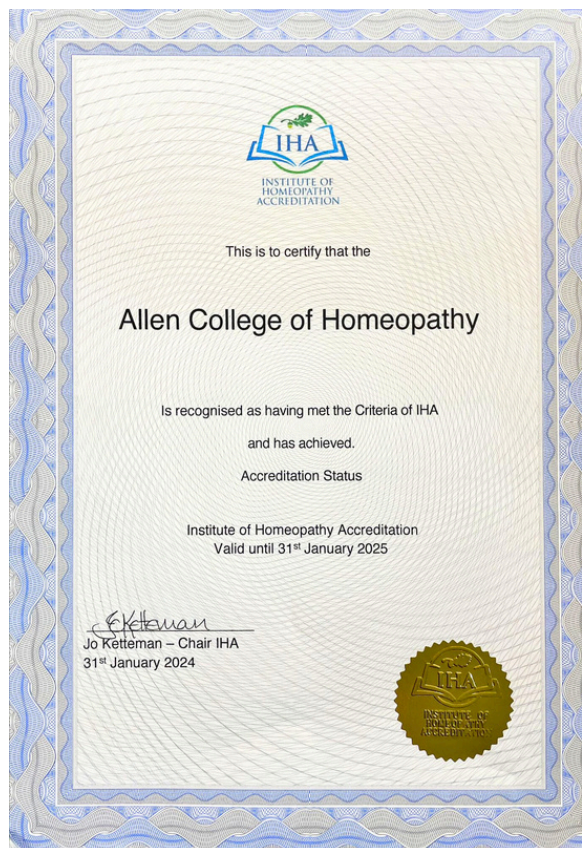 IHA
INSTITUTE OF
HOMEOPATHY
ACCREDITATION
This is to certify that the
Allen College of Homeopathy
Is recognised as having met the Criteria of IHA
and has achieved.
Accreditation Status
Institute of Homeopathy Accreditation
Valid until 31st January 2025
Jo Ketteman
Jo Ketteman – Chair IHA
31st January 2024
IHA
INSTITUTE OF
HOMEOPATHY
ACCREDITATION